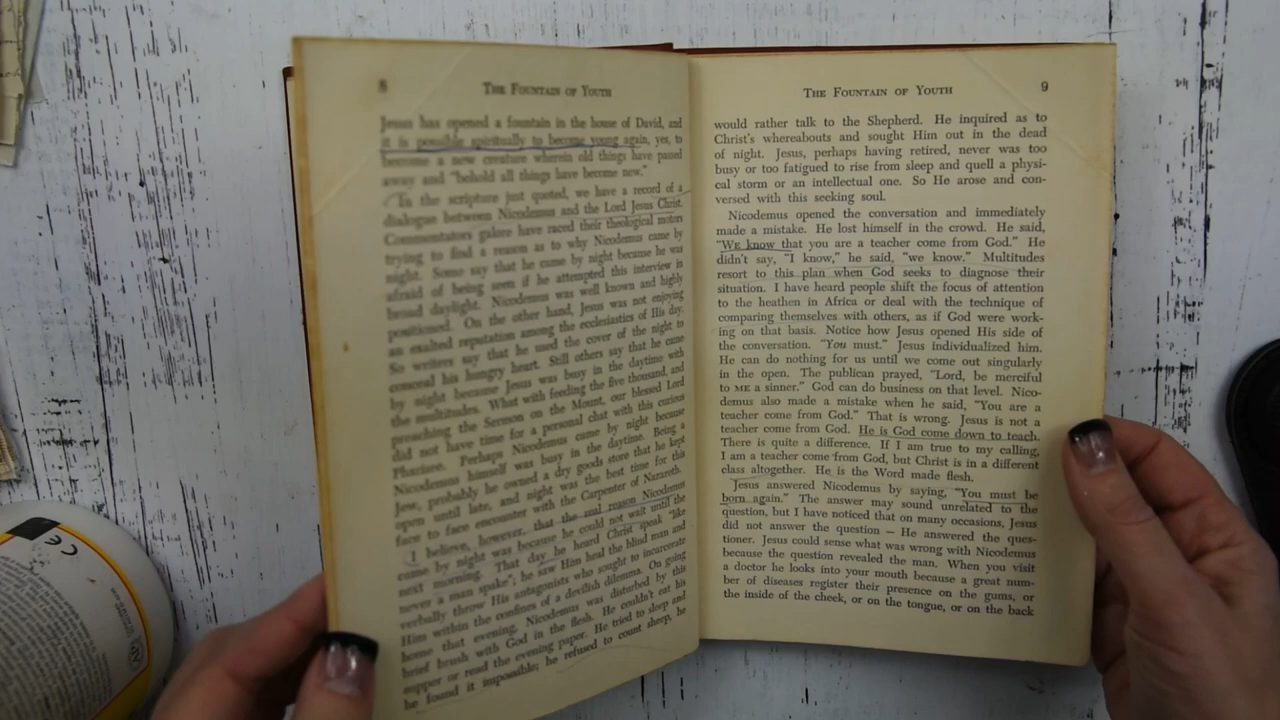 8
THE FOUNTAIN OF YOUTH
Jesus has opened a fountain in the house of David, and
it is possible spiritually to become young again, yes, to
become a new creature wherein old things have passed
away and "behold all things have become new."
In the scripture just quoted, we have a record of a
dialogue between Nicodemus and the Lord Jesus Christ.
Commentators galore have raced their theological motors
trying to find a reason as to why Nicodemus came by
night. Some say that he came by night because he was
afraid of being seen if he attempted this interview in
broad daylight. Nicodemus was well known and highly
positioned. On the other hand, Jesus was not enjoying
an exalted reputation among the ecclesiastics of His day.
So writers say that he used the cover of the night to
conceal his hungry heart. Still others say that he came
by night because Jesus was busy in the daytime with
the multitudes. What with feeding the five thousand, and
preaching the Sermon on the Mount, our blessed Lord
did not have time for a personal chat with this curious
Pharisee. Perhaps Nicodemus came by night because
Nicodemus himself was busy in the daytime. Being a
Jew, probably he owned a dry goods store that he kept
open until late, and night was the best time for this
face to face encounter with the Carpenter of Nazareth.
I believe, however, that the real reason Nicodemus
came by night was because he could not wait until the
next morning. That day he heard Christ speak "like
never a man spake"; he saw Him heal the blind man and
verbally throw His antagonists who sought to incarcerate
Him within the confines of a devilish dilemma. On going
home that evening, Nicodemus was disturbed by this
brief brush with God in the flesh. He couldn't eat his
supper or read the evening paper. He tried to sleep and
he found it impossible; he refused to count sheep, he
THE FOUNTAIN OF YOUTH
9
would rather talk to the Shepherd. He inquired as to
Christ's whereabouts and sought Him out in the dead
of night. Jesus, perhaps having retired, never was too
busy or too fatigued to rise from sleep and quell a physi-
cal storm or an intellectual one. So He arose and con-
versed with this seeking soul.
Nicodemus opened the conversation and immediately
made a mistake. He lost himself in the crowd. He said,
"WE know that you are a teacher come from God." He
didn't say, "I know," he said, "we know." Multitudes
resort to this plan when God seeks to diagnose their
situation. I have heard people shift the focus of attention
to the heathen in Africa or deal with the technique of
comparing themselves with others, as if God were work-
ing on that basis. Notice how Jesus opened His side of
the conversation. "You must." Jesus individualized him.
He can do nothing for us until we come out singularly
in the open. The publican prayed, "Lord, be merciful
to ME a sinner." God can do business on that level. Nico-
demus also made a mistake when he said, "You are a
teacher come from God." That is wrong. Jesus is not a
teacher come from God. He is God come down to teach.
There is quite a difference. If I am true to my calling,
I am a teacher come from God, but Christ is in a different
class altogether. He is the Word made flesh.
Jesus answered Nicodemus by saying, "You must be
born again." The answer may sound unrelated to the
question, but I have noticed that on many occasions, Jesus
did not answer the question — He answered the ques-
tioner. Jesus could sense what was wrong with Nicodemus
because the question revealed the man. When you visit
a doctor he looks into your mouth because a great num-
ber of diseases register their presence on the gums, or
the inside of the cheek, or on the tongue, or on the back
CE
AP